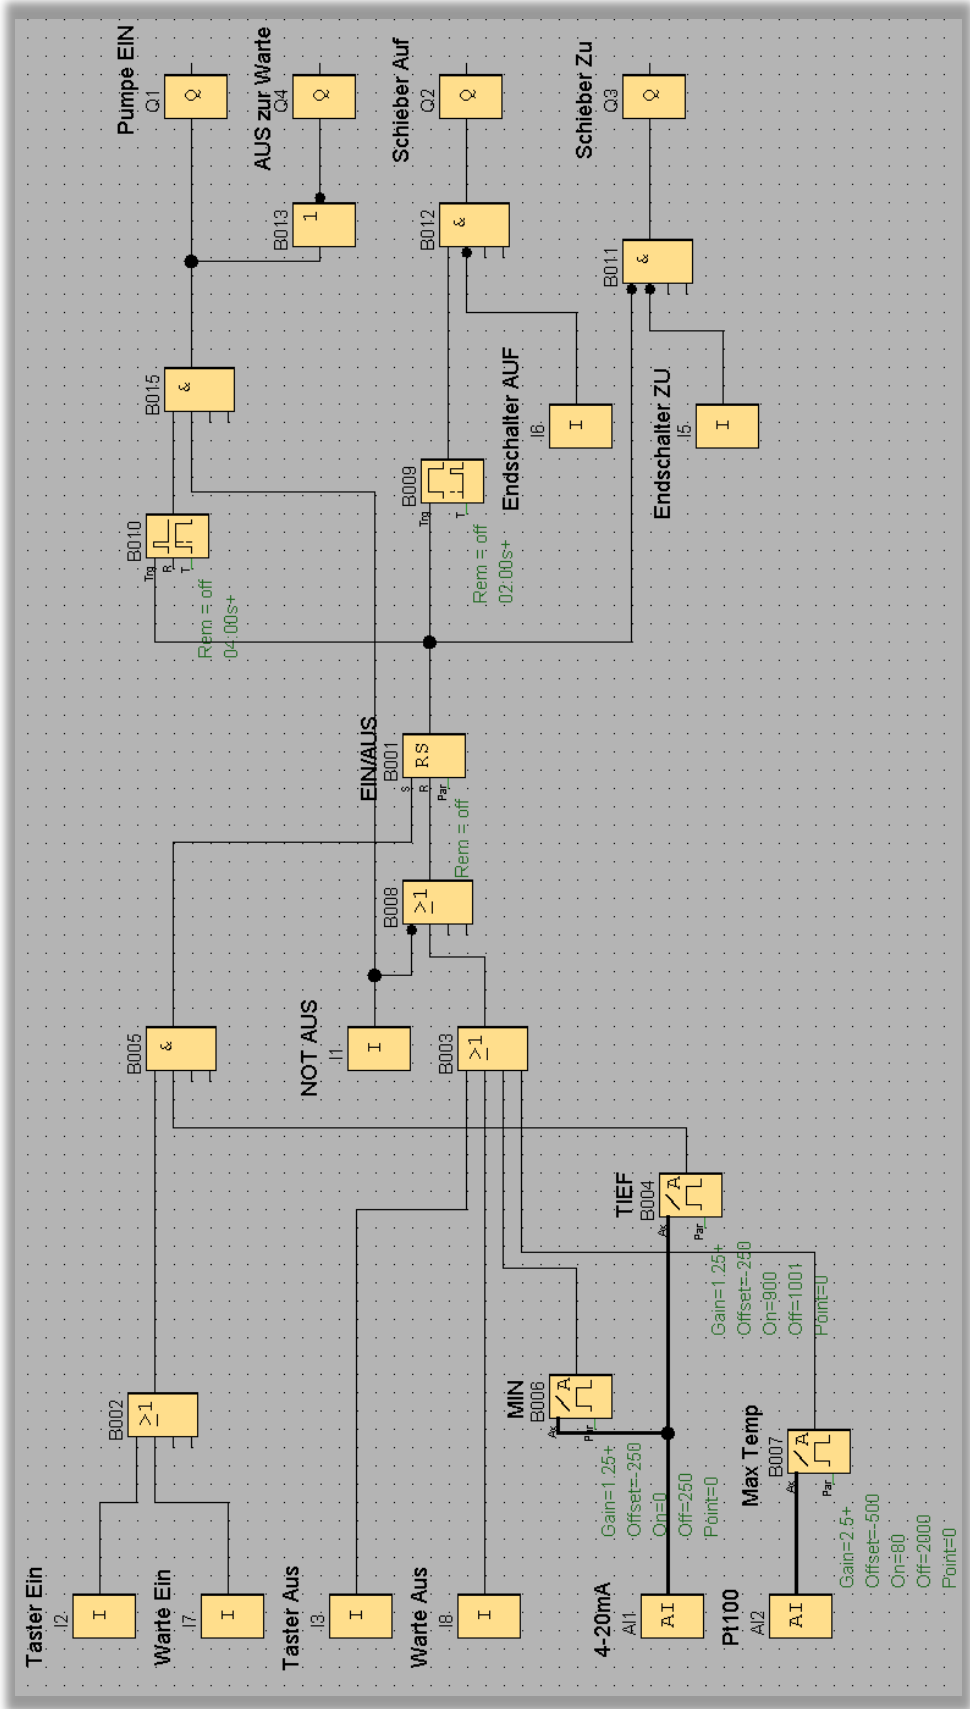 Taster Ein
I2
I
Warte Ein
I7
I
Taster Aus
I3
I
Warte Aus
I8
I
4-20mA
AI1
AI
Pt100
AI2
AI
B002
≥1
MIN
B006
Ax
Par
/A
Gain=1.25+
Offset=-250
On=0
Off=250
Point=0
Max Temp
B007
Ax
Par
/A
Gain=2.5+
Offset=-500
On=80
Off=2000
Point=0
TIEF
B004
Ax
Par
/A
Gain=1.25+
Offset=-250
On=900
Off=1001
Point=0
B005
&
NOT AUS
I1
I
B003
≥1
B008
≥1
EIN/AUS
B001
S
R
Par
RS
Rem = off
B010
Trg
R
T
Rem = off
04:00s+
B009
Trg
T
Rem = off
02:00s+
B015
&
Endschalter AUF
I6
I
Endschalter ZU
I5
I
B013
1
B012
&
B011
&
Pumpe EIN
Q1
Q
AUS zur Warte
Q4
Q
Schieber Auf
Q2
Q
Schieber Zu
Q3
Q